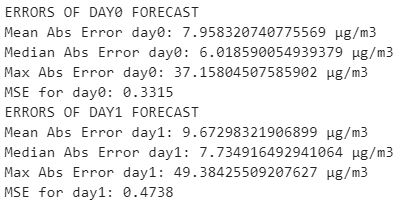 ERRORS OF DAY0 FORECAST
Mean Abs Error day0: 7.958320740775569 µg/m3
Median Abs Error day0: 6.018590054939379 µg/m3
Max Abs Error day0: 37.15804507585902 µg/m3
MSE for day0: 0.3315
ERRORS OF DAY1 FORECAST
Mean Abs Error day1: 9.67298321906899 µg/m3
Median Abs Error day1: 7.734916492941064 µg/m3
Max Abs Error day1: 49.38425509207627 µg/m3
MSE for day1: 0.4738